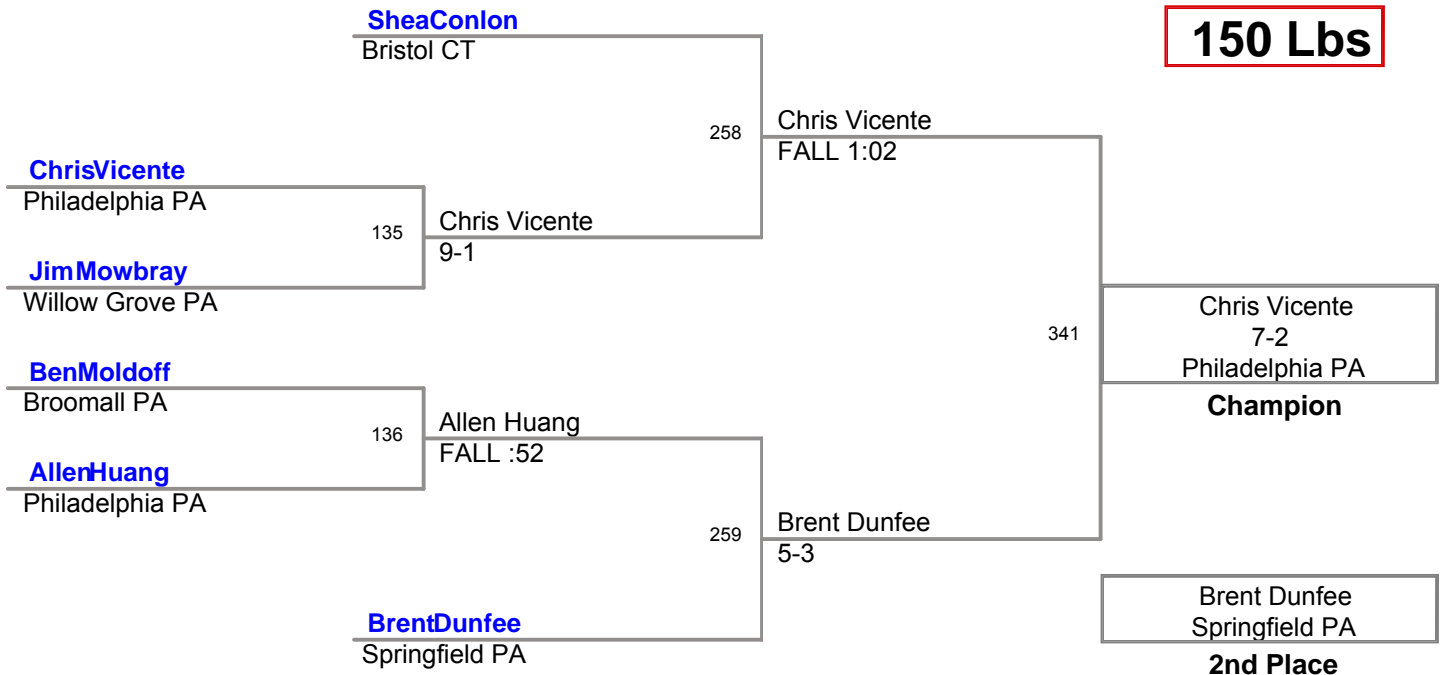 SheaConlon
Bristol CT
150 Lbs
258
Chris Vicente
FALL 1:02
ChrisVicente
Philadelphia PA
135
Chris Vicente
9-1
JimMowbray
Willow Grove PA
341
Chris Vicente
7-2
Philadelphia PA
Champion
BenMoldoff
Broomall PA
136
Allen Huang
FALL :52
AllenHuang
Philadelphia PA
259
Brent Dunfee
5-3
BrentDunfee
Springfield PA
Brent Dunfee
Springfield PA
2nd Place